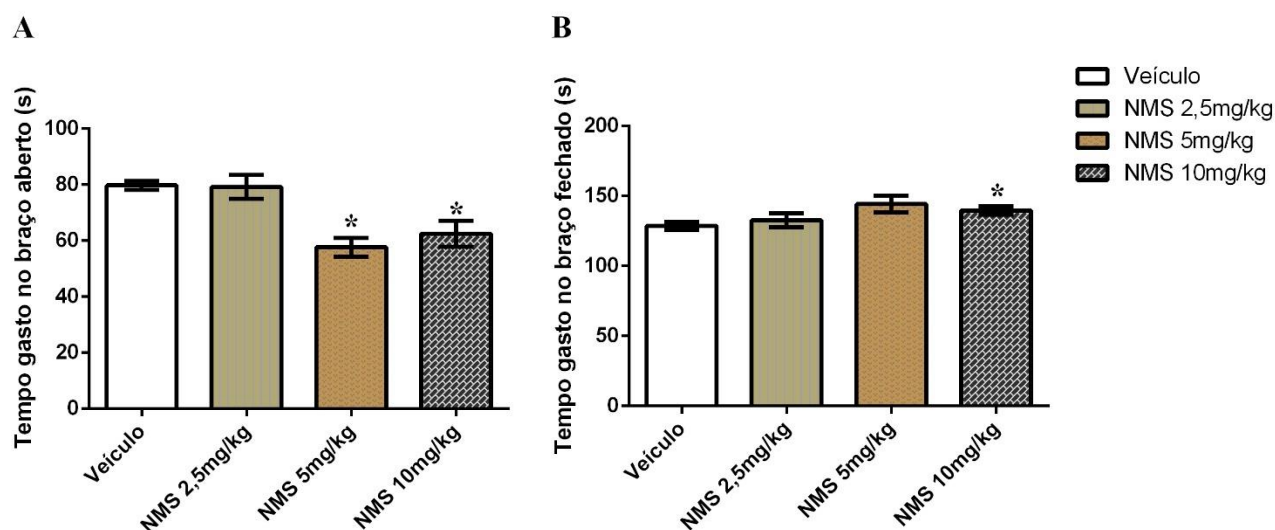 A
Tempo gasto no braço aberto (s)
100
80
60
40
20
0
*
*
Veículo
NMS 2,5mg/kg
NMS 5mg/kg
NMS 10mg/kg
B
Tempo gasto no braço fechado (s)
200
150
100
50
0
*
Veículo
NMS 2,5mg/kg
NMS 5mg/kg
NMS 10mg/kg
Veículo
NMS 2,5mg/kg
NMS 5mg/kg
NMS 10mg/kg